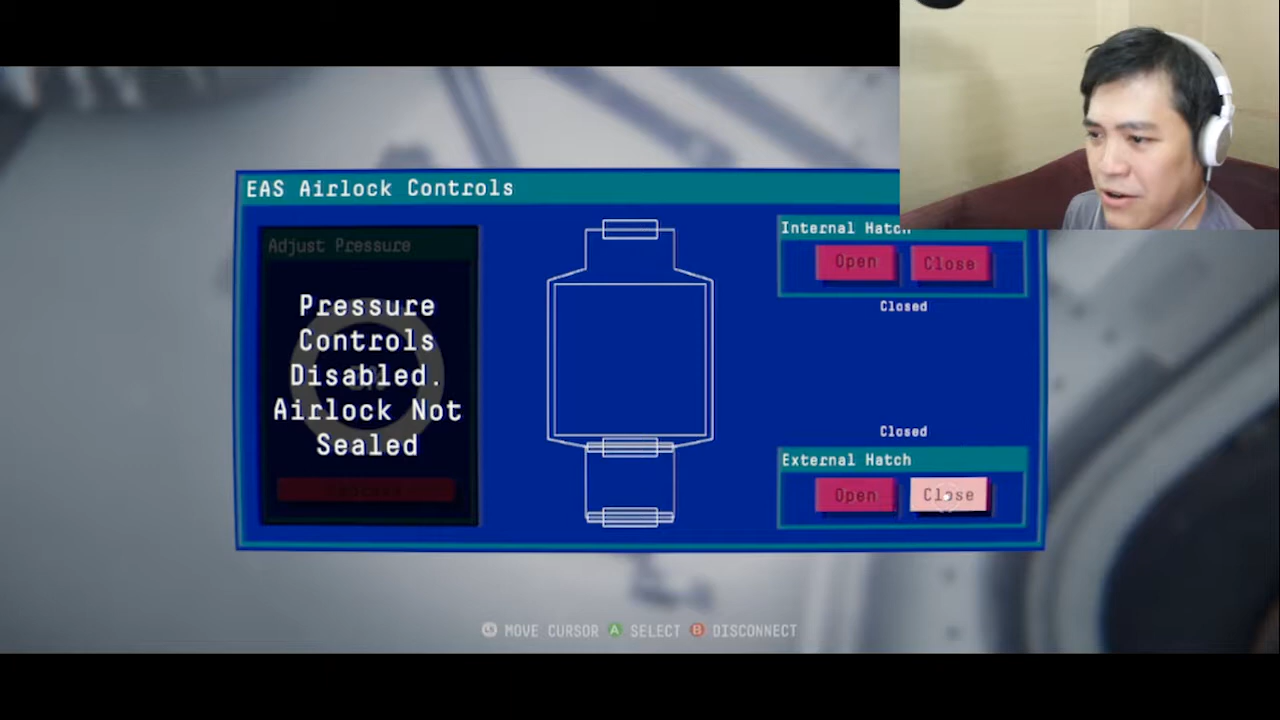 EAS Airlock Controls
Adjust Pressure
Pressure
Controls
Disabled.
Airlock Not
Sealed
Internal Hatch
Open Close
Closed
Closed
External Hatch
Open Close
LS MOVE CURSOR A SELECT B DISCONNECT